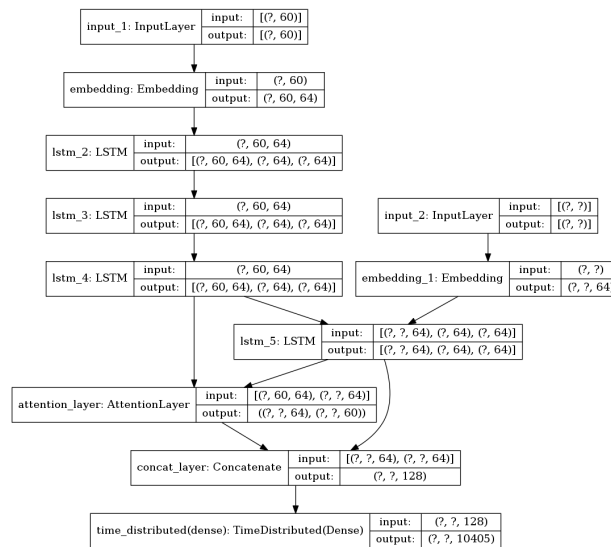 input_1: InputLayer input: [(?, 60)]
output: [(?, 60)]
embedding: Embedding input: (?, 60)
output: (?, 60, 64)
lstm_2: LSTM input: (?, 60, 64)
output: [(?, 60, 64), (?, 64), (?, 64)]
lstm_3: LSTM input: (?, 60, 64)
output: [(?, 60, 64), (?, 64), (?, 64)]
input_2: InputLayer input: [(?, ?)]
output: [(?, ?)]
lstm_4: LSTM input: (?, 60, 64)
output: [(?, 60, 64), (?, 64), (?, 64)]
embedding_1: Embedding input: (?, ?)
output: (?, ?, 64
lstm_5: LSTM input: [(?, ?, 64), (?, 64), (?, 64)]
output: [(?, ?, 64), (?, 64), (?, 64)]
attention_layer: AttentionLayer input: [(?, 60, 64), (?, ?, 64)]
output: ((?, ?, 64), (?, ?, 60))
concat_layer: Concatenate input: [(?, ?, 64), (?, ?, 64)]
output: (?, ?, 128)
time_distributed(dense): TimeDistributed(Dense) input: (?, ?, 128)
output: (?, ?, 10405)